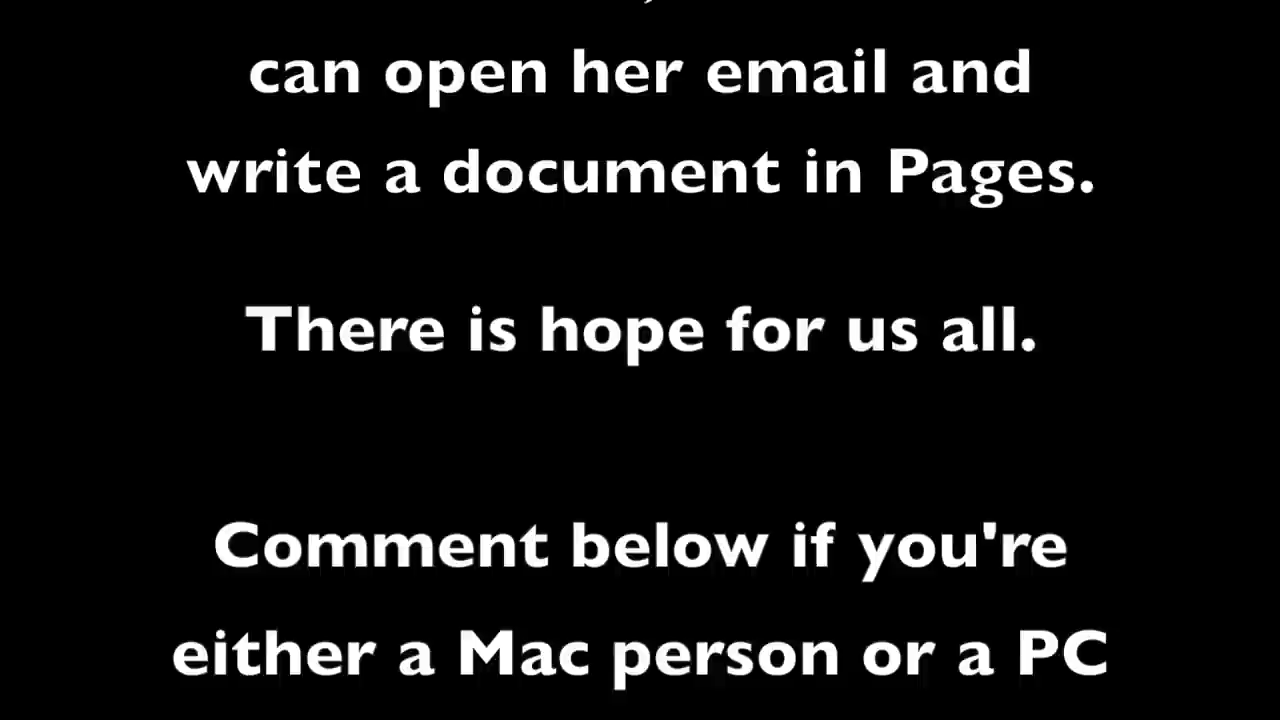 can open her email and
write a document in Pages.
There is hope for us all.
Comment below if you're
either a Mac person or a PC